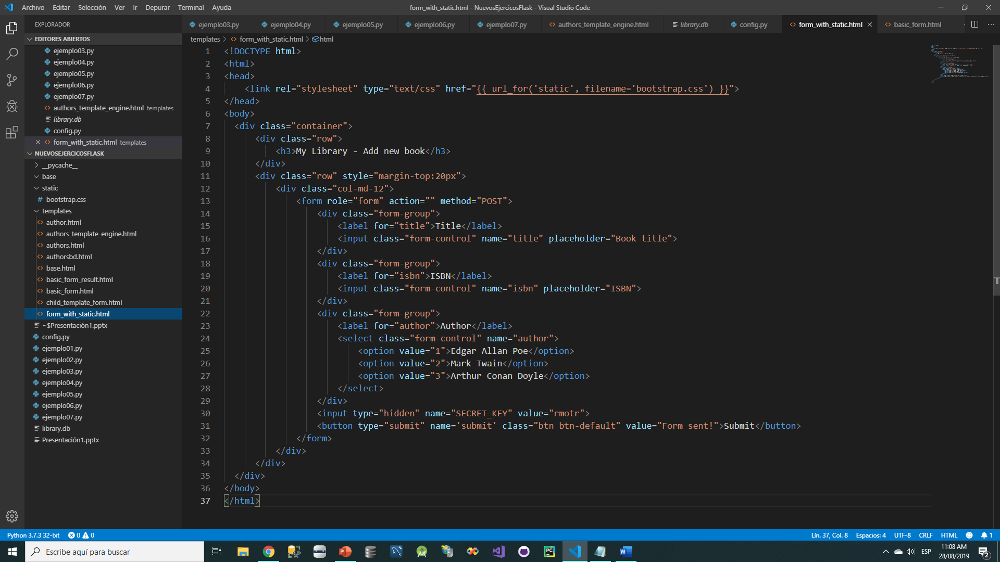 Archivo Editar Selección Ver Ir Depurar Terminal Ayuda
form_with_static.html - NuevosEjercicosFlask - Visual Studio Code
EXPLORADOR
ejemplo03.py ejemplo04.py ejemplo05.py ejemplo06.py ejemplo07.py authors_template_engine.html library.db config.py form_with_static.html basic_form.html
EDITORES ABIERTOS
ejemplo03.py
ejemplo04.py
ejemplo05.py
ejemplo06.py
ejemplo07.py
authors_template_engine.html templates
library.db
config.py
form_with_static.html templates
NUEVOSEJERCICOSFLASK
__pycache__
base
static
bootstrap.css
templates
author.html
authors_template_engine.html
authors.html
authorsbd.html
base.html
basic_form_result.html
basic_form.html
child_template_form.html
form_with_static.html
~$Presentación1.pptx
config.py
ejemplo01.py
ejemplo02.py
ejemplo03.py
ejemplo04.py
ejemplo05.py
ejemplo06.py
ejemplo07.py
library.db
Presentación1.pptx
templates > form_with_static.html > html
1 <!DOCTYPE html>
2 <html>
3 <head>
4 <link rel="stylesheet" type="text/css" href="{{ url_for('static', filename='bootstrap.css') }}">
5 </head>
6 <body>
7 <div class="container">
8 <div class="row">
9 <h3>My Library - Add new book</h3>
10 </div>
11 <div class="row" style="margin-top:20px">
12 <div class="col-md-12">
13 <form role="form" action="" method="POST">
14 <div class="form-group">
15 <label for="title">Title</label>
16 <input class="form-control" name="title" placeholder="Book title">
17 </div>
18 <div class="form-group">
19 <label for="isbn">ISBN</label>
20 <input class="form-control" name="isbn" placeholder="ISBN">
21 </div>
22 <div class="form-group">
23 <label for="author">Author</label>
24 <select class="form-control" name="author">
25 <option value="1">Edgar Allan Poe</option>
26 <option value="2">Mark Twain</option>
27 <option value="3">Arthur Conan Doyle</option>
28 </select>
29 </div>
30 <input type="hidden" name="SECRET_KEY" value="rmotr">
31 <button type="submit" name='submit' class="btn btn-default" value="Form sent!">Submit</button>
32 </form>
33 </div>
34 </div>
35 </div>
36 </body>
37 </html>
Python 3.7.3 32-bit 0 0 Lín. 37, Col. 8 Espacios: 4 UTF-8 CRLF HTML 1
Escribe aquí para buscar
ESP
11:08 AM
28/08/2019
2